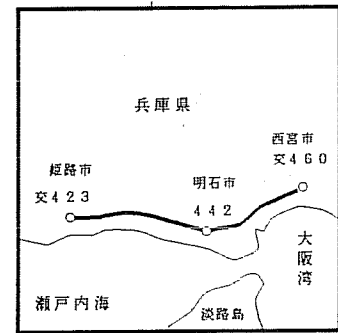 兵庫県
西宮市
交460
姫路市
交423
明石市
442
大阪湾
瀬戸内海
淡路島